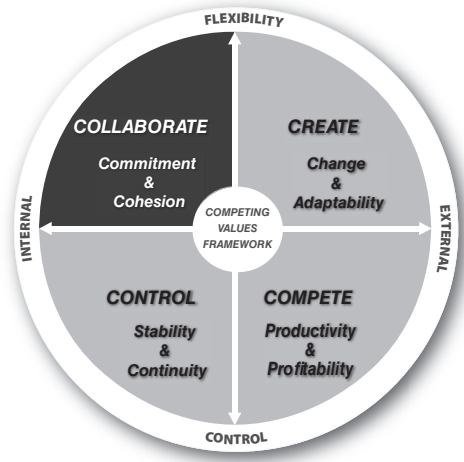 FLEXIBILITY
COLLABORATE
Commitment
&
Cohesion
CREATE
Change
&
Adaptability
INTERNAL
COMPETING
VALUES
FRAMEWORK
EXTERNAL
CONTROL
Stability
&
Continuity
COMPETE
Productivity
&
Profitability
CONTROL